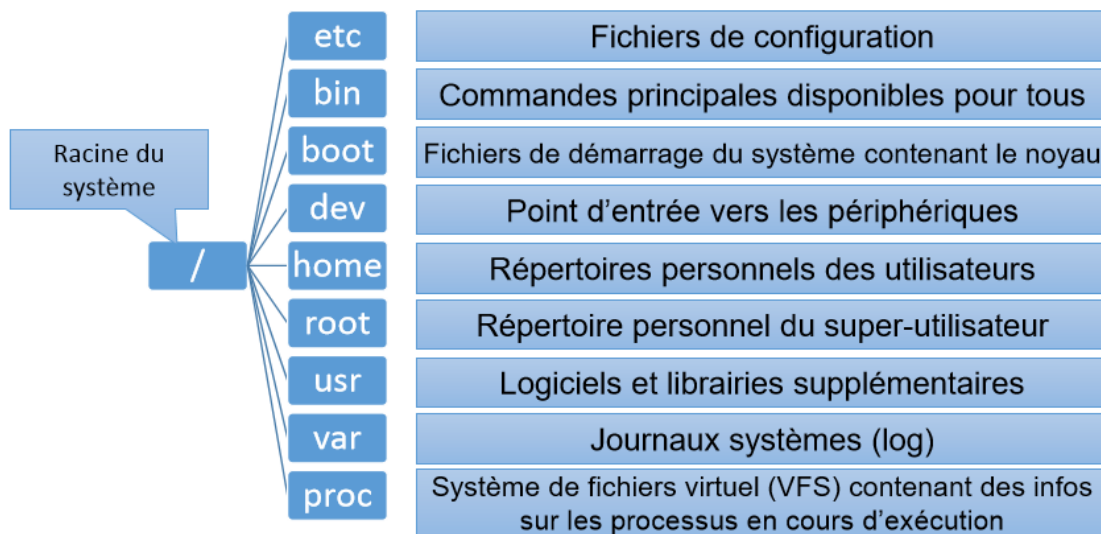 etc
Fichiers de configuration
bin
Commandes principales disponibles pour tous
Racine du
système
boot
Fichiers de démarrage du système contenant le noyau
dev
Point d’entrée vers les périphériques
/
home
Répertoires personnels des utilisateurs
root
Répertoire personnel du super-utilisateur
usr
Logiciels et librairies supplémentaires
var
Journaux systèmes (log)
proc
Système de fichiers virtuel (VFS) contenant des infos
sur les processus en cours d’exécution